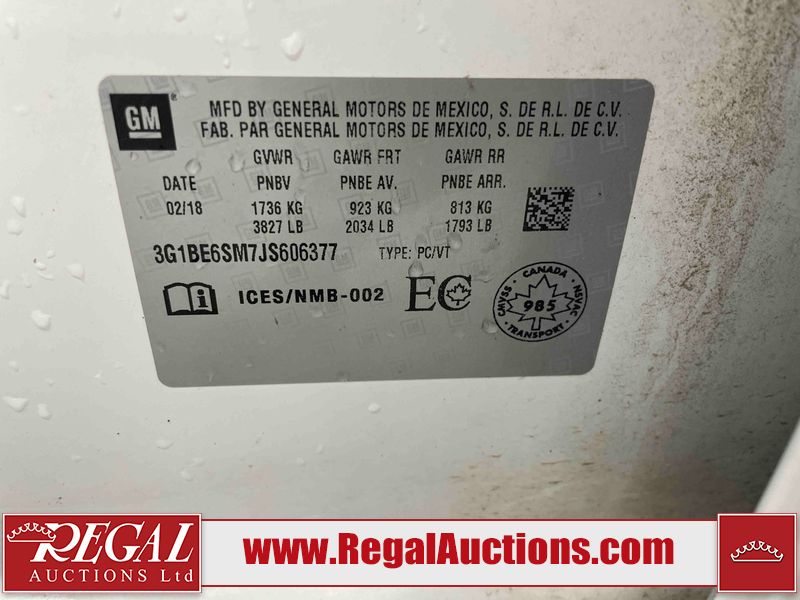 GM
MFD BY GENERAL MOTORS DE MEXICO, S. DE R.L. DE C.V.
FAB. PAR GENERAL MOTORS DE MEXICO, S. DE R.L. DE C.V.
GVWR GAWR FRT GAWR RR
DATE PNBV PNBE AV. PNBE ARR.
02/18 1736 KG 923 KG 813 KG
3827 LB 2034 LB 1793 LB
3G1BE6SM7JS606377 TYPE: PC/VT
i ICES/NMB-002 EC
CANADA
CMVSS 985 NSVAC
TRANSPORT
REGAL
AUCTIONS Ltd
www.RegalAuctions.com